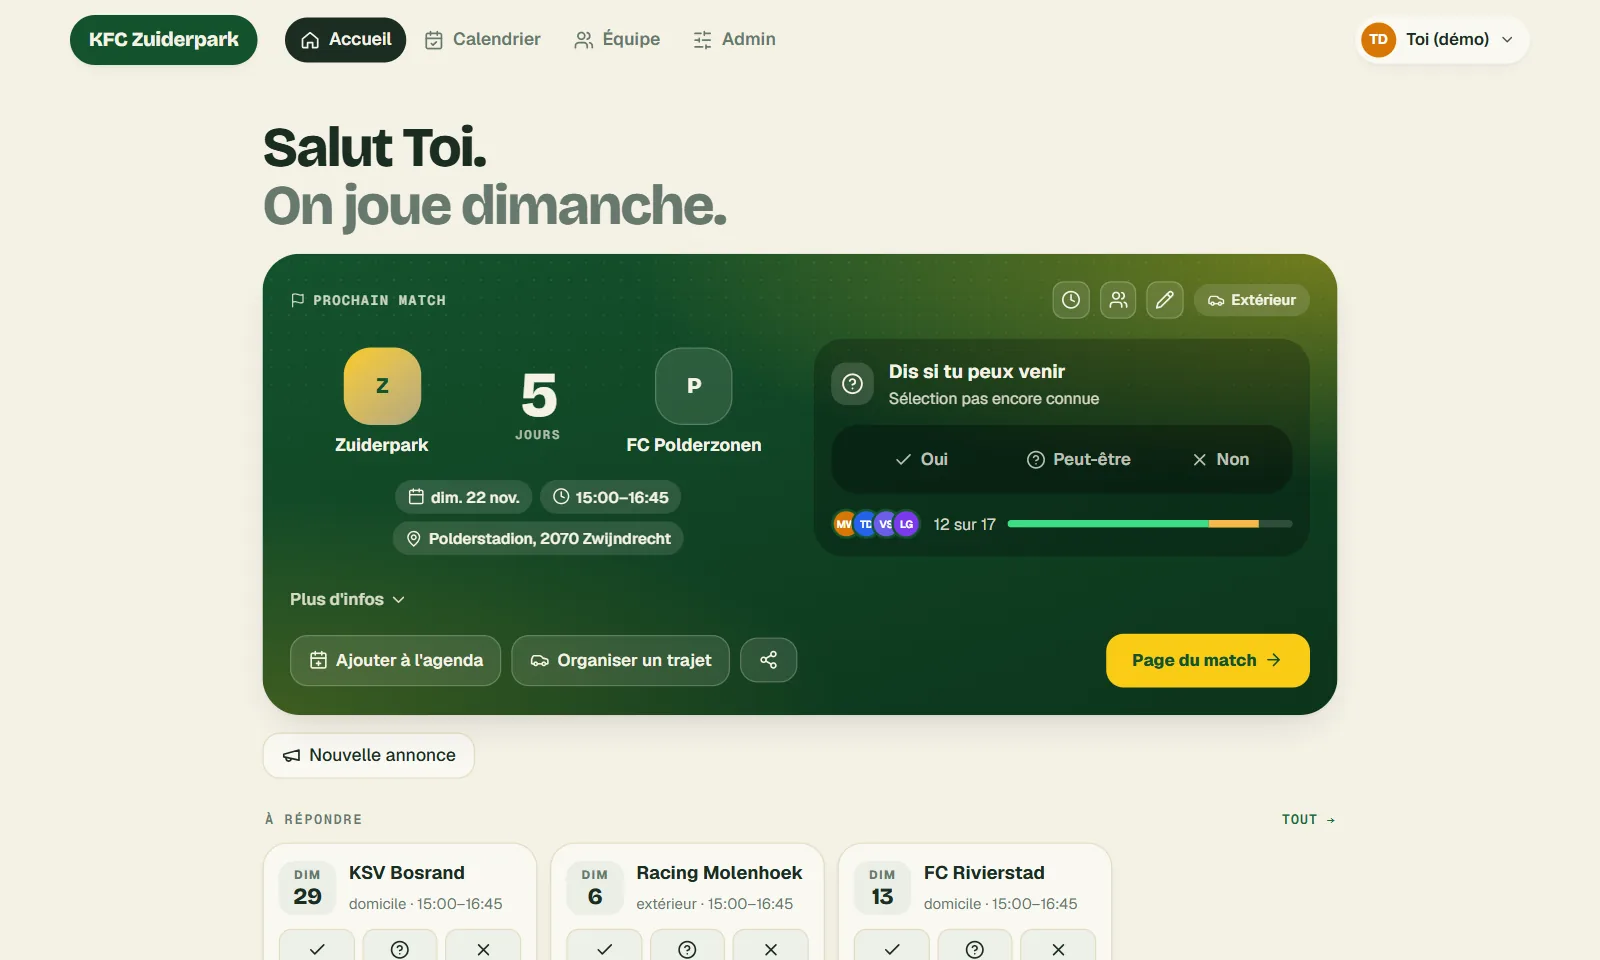 KFC Zuiderpark
Accueil
Calendrier
Équipe
Admin
TD
Toi (démo)
Salut Toi.
On joue dimanche.
PROCHAIN MATCH
Extérieur
Z
5
JOURS
P
Zuiderpark
FC Polderzonen
dim. 22 nov.
15:00–16:45
Polderstadion, 2070 Zwijndrecht
Dis si tu peux venir
Sélection pas encore connue
Oui
Peut-être
Non
LG
12 sur 17
Plus d'infos
Ajouter à l'agenda
Organiser un trajet
Page du match →
Nouvelle annonce
À RÉPONDRE
TOUT →
DIM
29
KSV Bosrand
domicile · 15:00–16:45
DIM
6
Racing Molenhoek
extérieur · 15:00–16:45
DIM
13
FC Rivierstad
domicile · 15:00–16:45